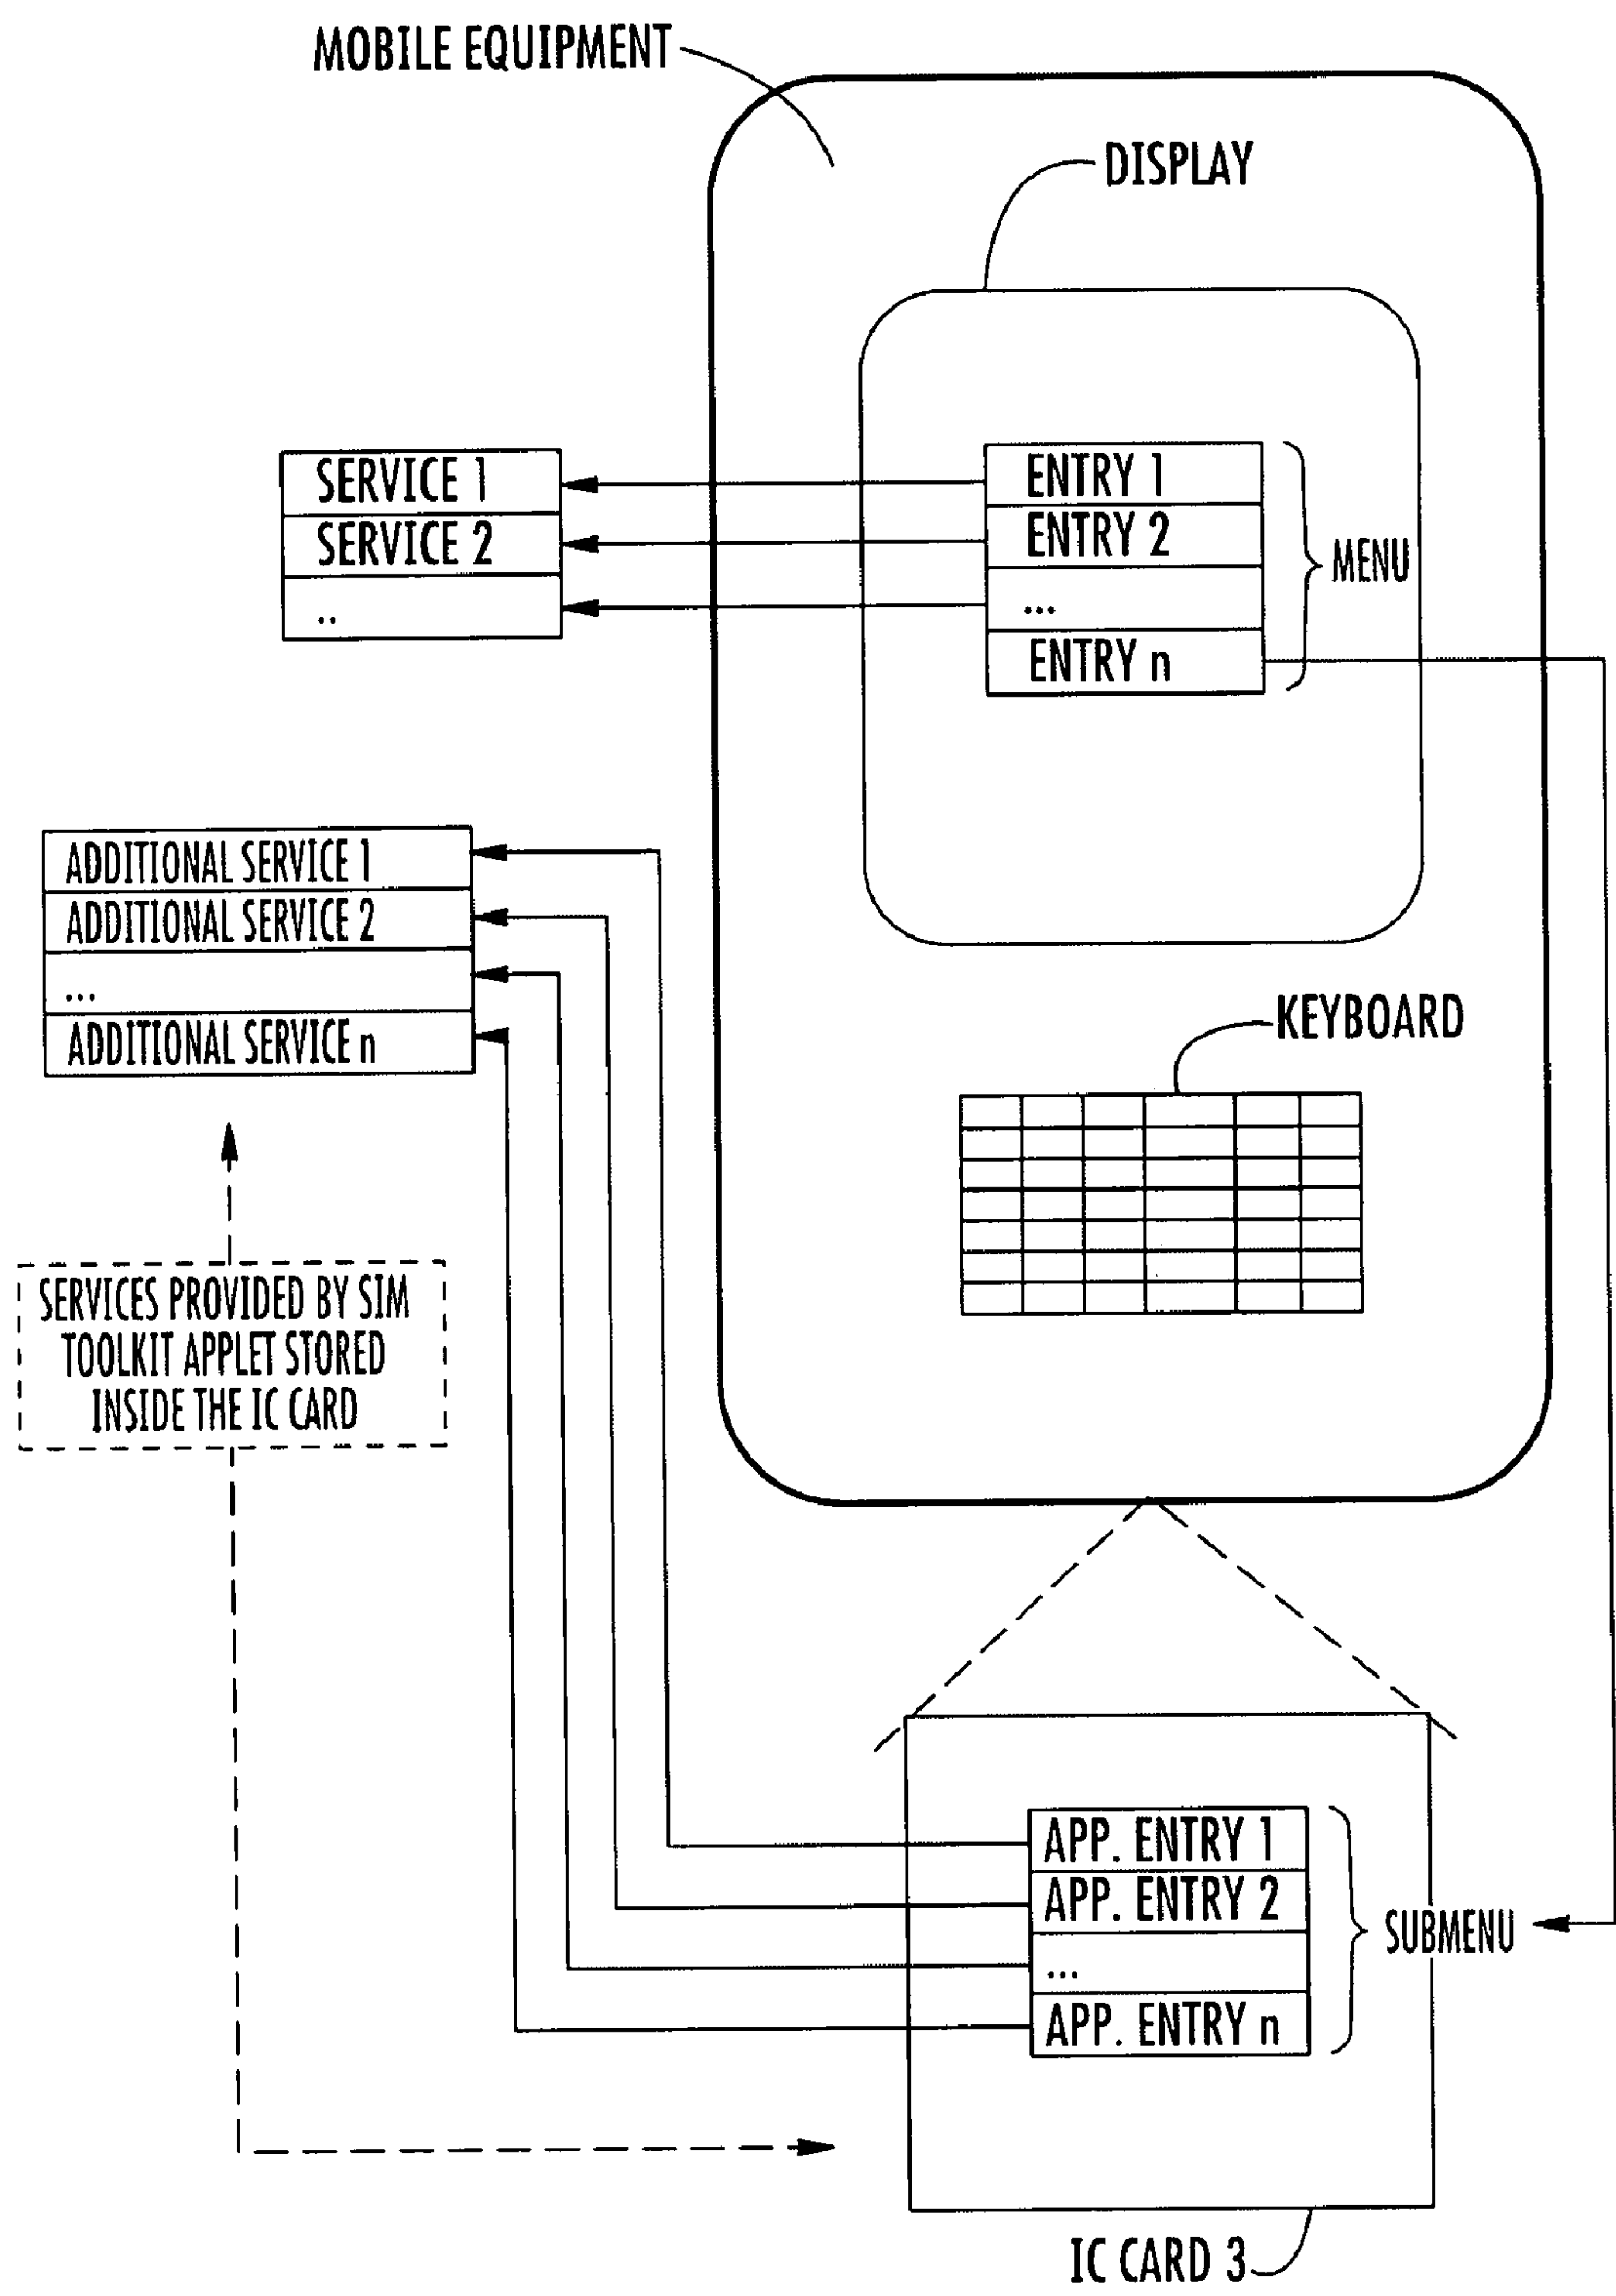 MOBILE EQUIPMENT
DISPLAY
SERVICE 1
SERVICE 2
..
ENTRY 1
ENTRY 2
...
ENTRY n
MENU
ADDITIONAL SERVICE 1
ADDITIONAL SERVICE 2
...
ADDITIONAL SERVICE n
KEYBOARD
SERVICES PROVIDED BY SIM
TOOLKIT APPLET STORED
INSIDE THE IC CARD
APP. ENTRY 1
APP. ENTRY 2
...
APP. ENTRY n
SUBMENU
IC CARD 3